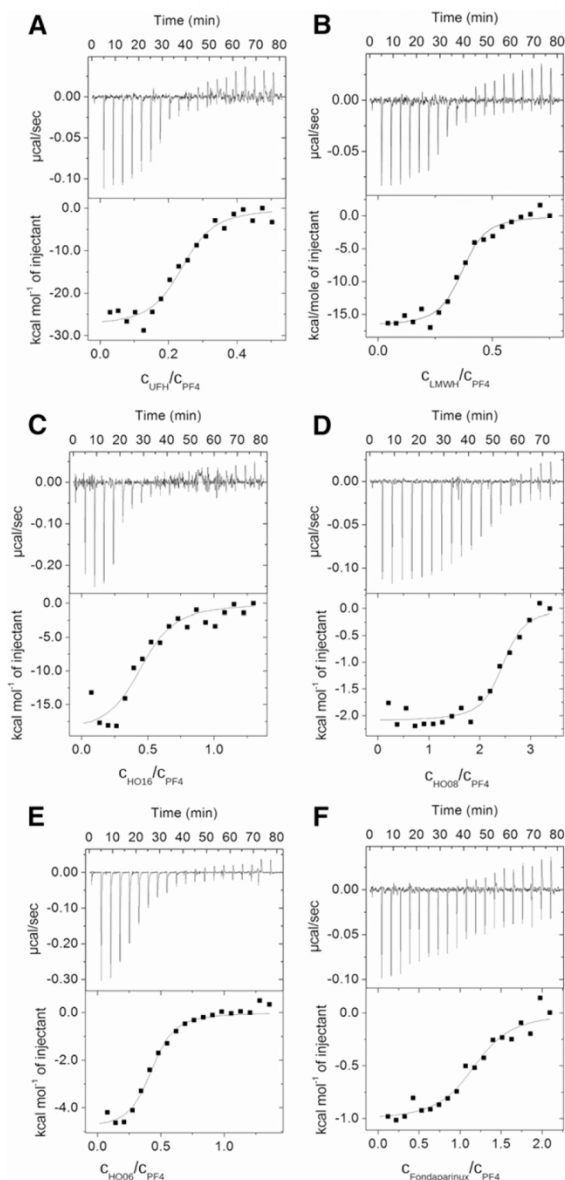 A
Time (min)
0 10 20 30 40 50 60 70 80
0.00
-0.05
-0.10
µcal/sec
0.0
-10.0
-20.0
-30.0
kcal mol⁻¹ of injectant
0.0 0.2 0.4
cUFH/cPF4
B
Time (min)
0 10 20 30 40 50 60 70 80
0.00
-0.05
µcal/sec
0.0
-5.0
-10.0
-15.0
kcal/mole of injectant
0.0 0.5
cLMWH/cPF4
C
Time (min)
0 10 20 30 40 50 60 70 80
0.00
-0.10
-0.20
µcal/sec
0.0
-5.0
-10.0
-15.0
kcal mol⁻¹ of injectant
0.0 0.5 1.0
cHO16/cPF4
D
Time (min)
0 10 20 30 40 50 60 70
0.00
-0.05
-0.10
µcal/sec
0.0
-0.5
-1.0
-1.5
-2.0
kcal mol⁻¹ of injectant
0 1 2 3
cHO08/cPF4
E
Time (min)
0 10 20 30 40 50 60 70 80
0.00
-0.10
-0.20
-0.30
µcal/sec
0.0
-2.0
-4.0
kcal mol⁻¹ of injectant
0.0 0.5 1.0
cHO06/cPF4
F
Time (min)
0 10 20 30 40 50 60 70 80
0.00
-0.05
-0.10
µcal/sec
0.0
-0.5
-1.0
kcal mol⁻¹ of injectant
0.0 0.5 1.0 1.5 2.0
cFondaparinux/cPF4